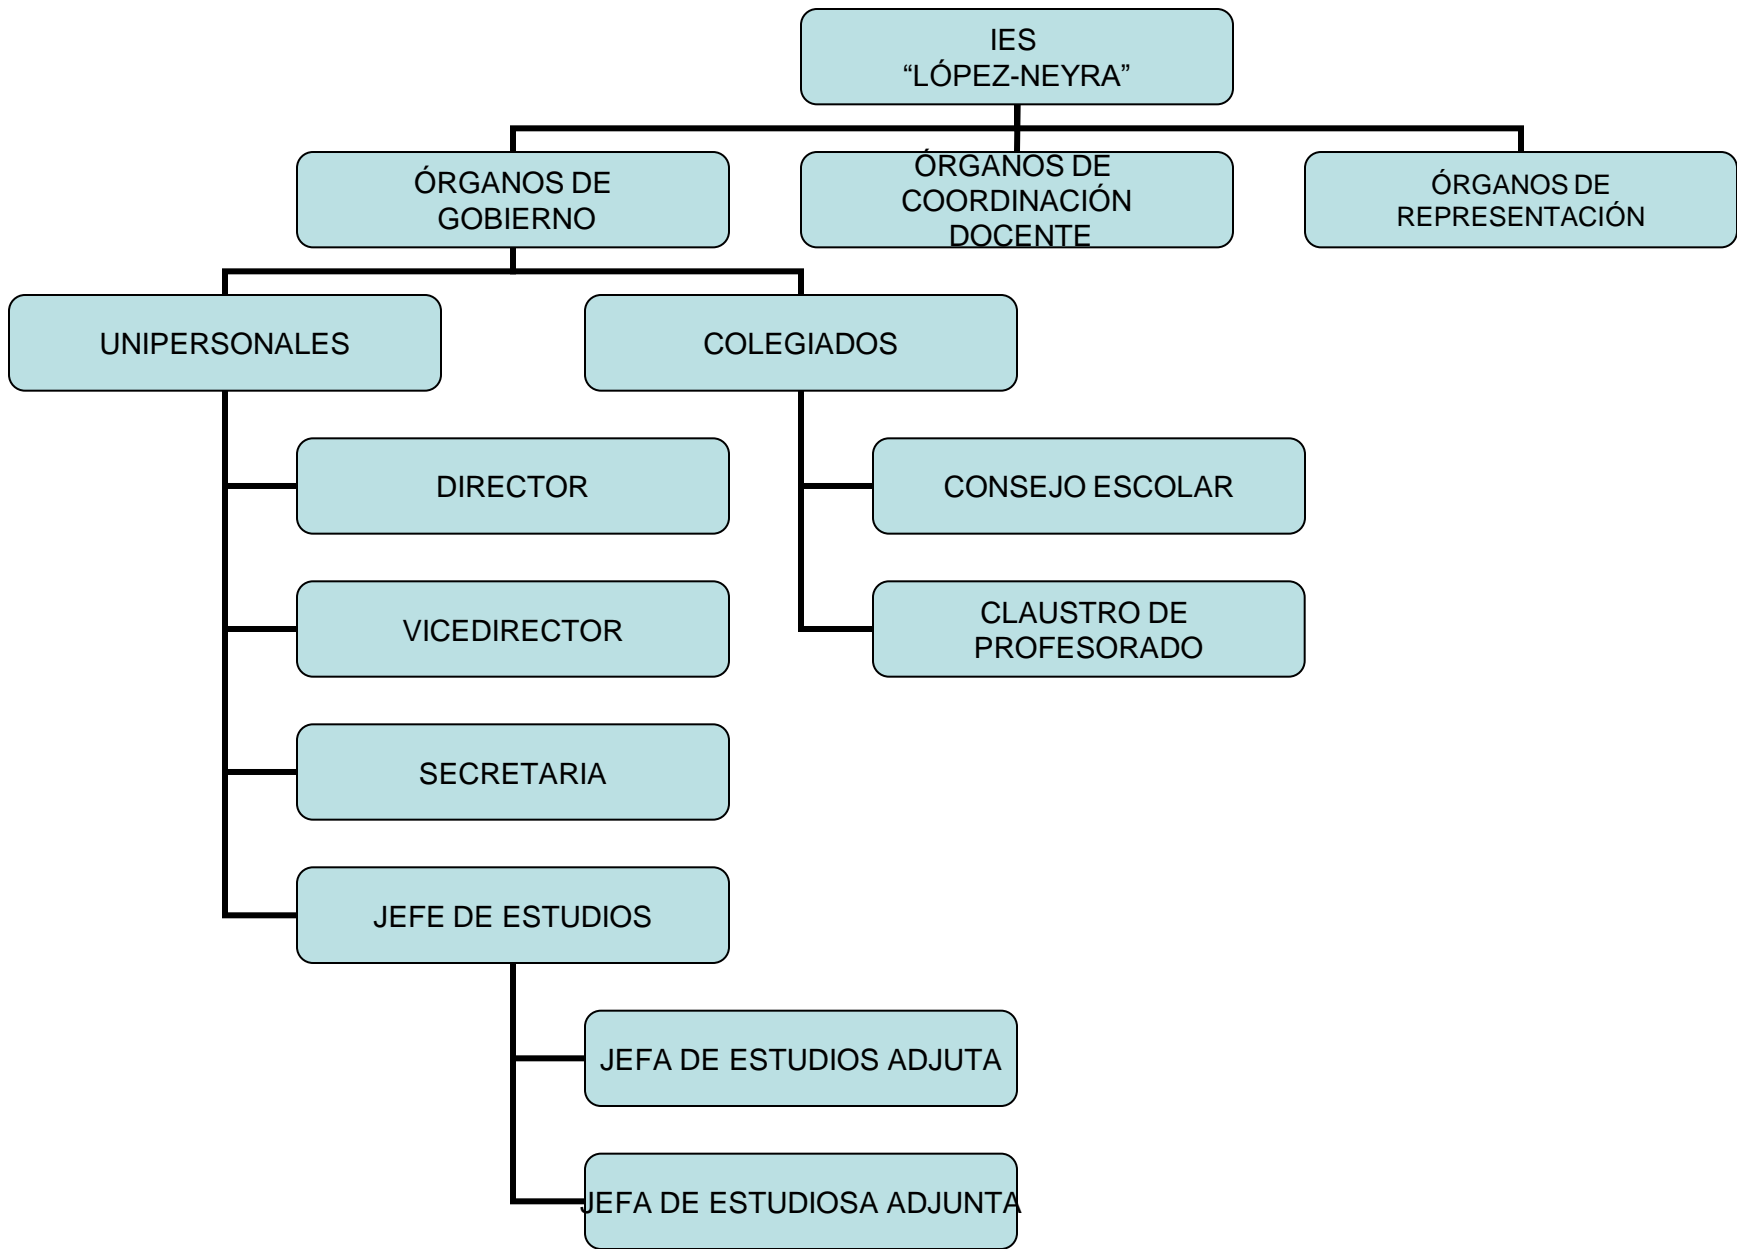 IES
“LÓPEZ-NEYRA”
ÓRGANOS DE
GOBIERNO
ÓRGANOS DE
COORDINACIÓN
DOCENTE
ÓRGANOS DE
REPRESENTACIÓN
UNIPERSONALES
COLEGIADOS
DIRECTOR
CONSEJO ESCOLAR
VICEDIRECTOR
CLAUSTRO DE
PROFESORADO
SECRETARIA
JEFE DE ESTUDIOS
JEFA DE ESTUDIOS ADJUTA
JEFA DE ESTUDIOSA ADJUNTA